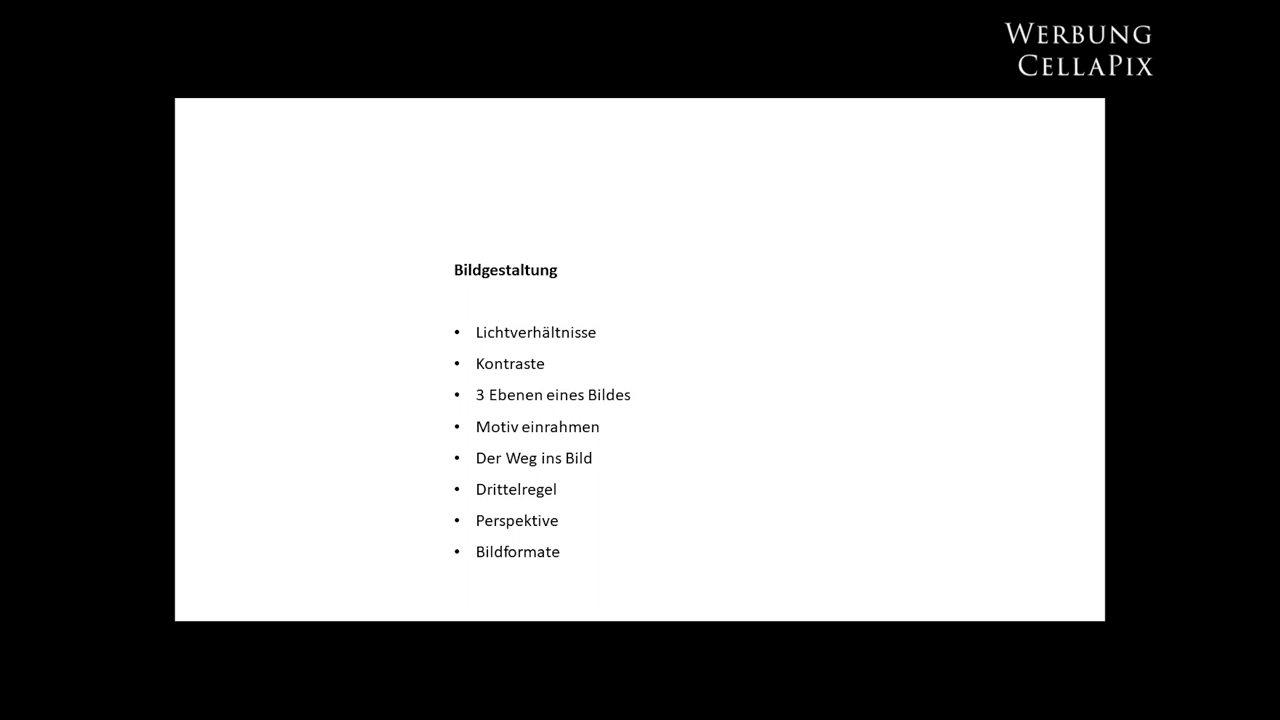 WERBUNG
CELLAPIX
Bildgestaltung
• Lichtverhältnisse
• Kontraste
• 3 Ebenen eines Bildes
• Motiv einrahmen
• Der Weg ins Bild
• Drittelregel
• Perspektive
• Bildformate